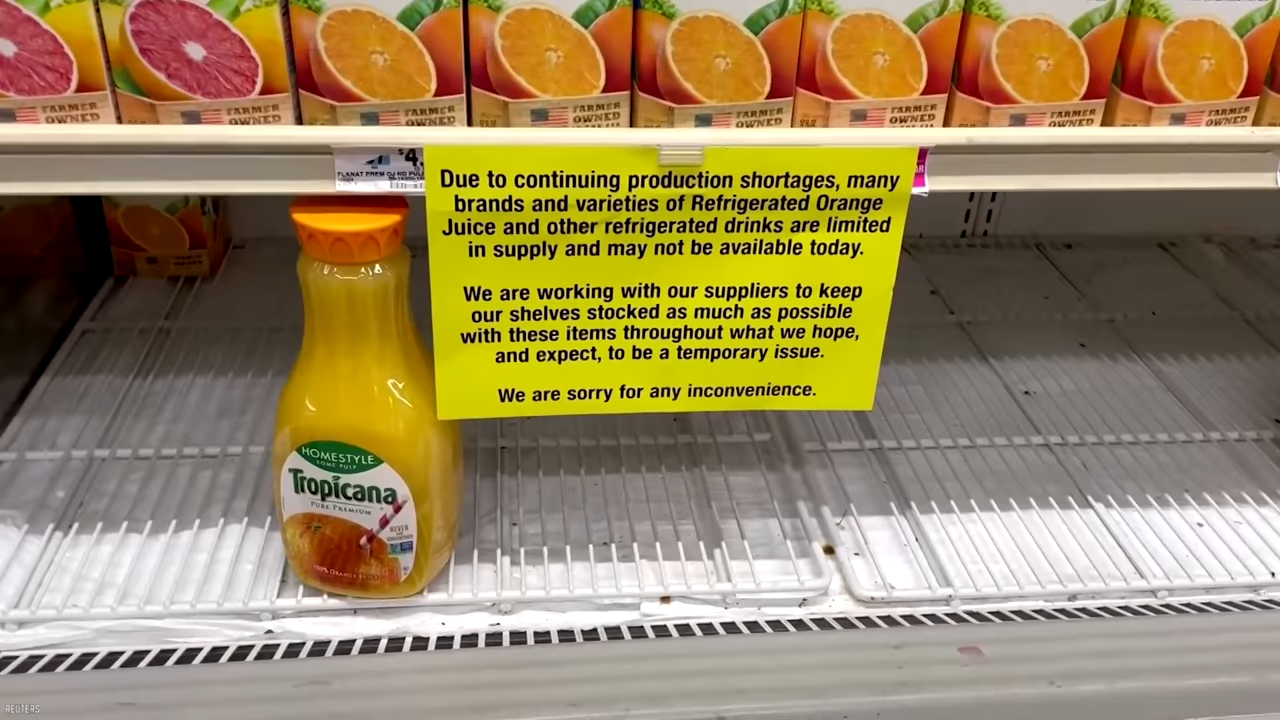 FARMER
OWNED
FARMER
OWNED
FARMER
OWNED
FARMER
OWNED
FARMER
OWNED
FARMER
OWNED
FARMER
OWNED
FARMER
OWNED
$4.
Due to continuing production shortages, many
brands and varieties of Refrigerated Orange
Juice and other refrigerated drinks are limited
in supply and may not be available today.
We are working with our suppliers to keep
our shelves stocked as much as possible
with these items throughout what we hope,
and expect, to be a temporary issue.
We are sorry for any inconvenience.
HOMESTYLE
SOME PULP
Tropicana
PURE PREMIUM
NEVER
100% ORANGE
REUTERS